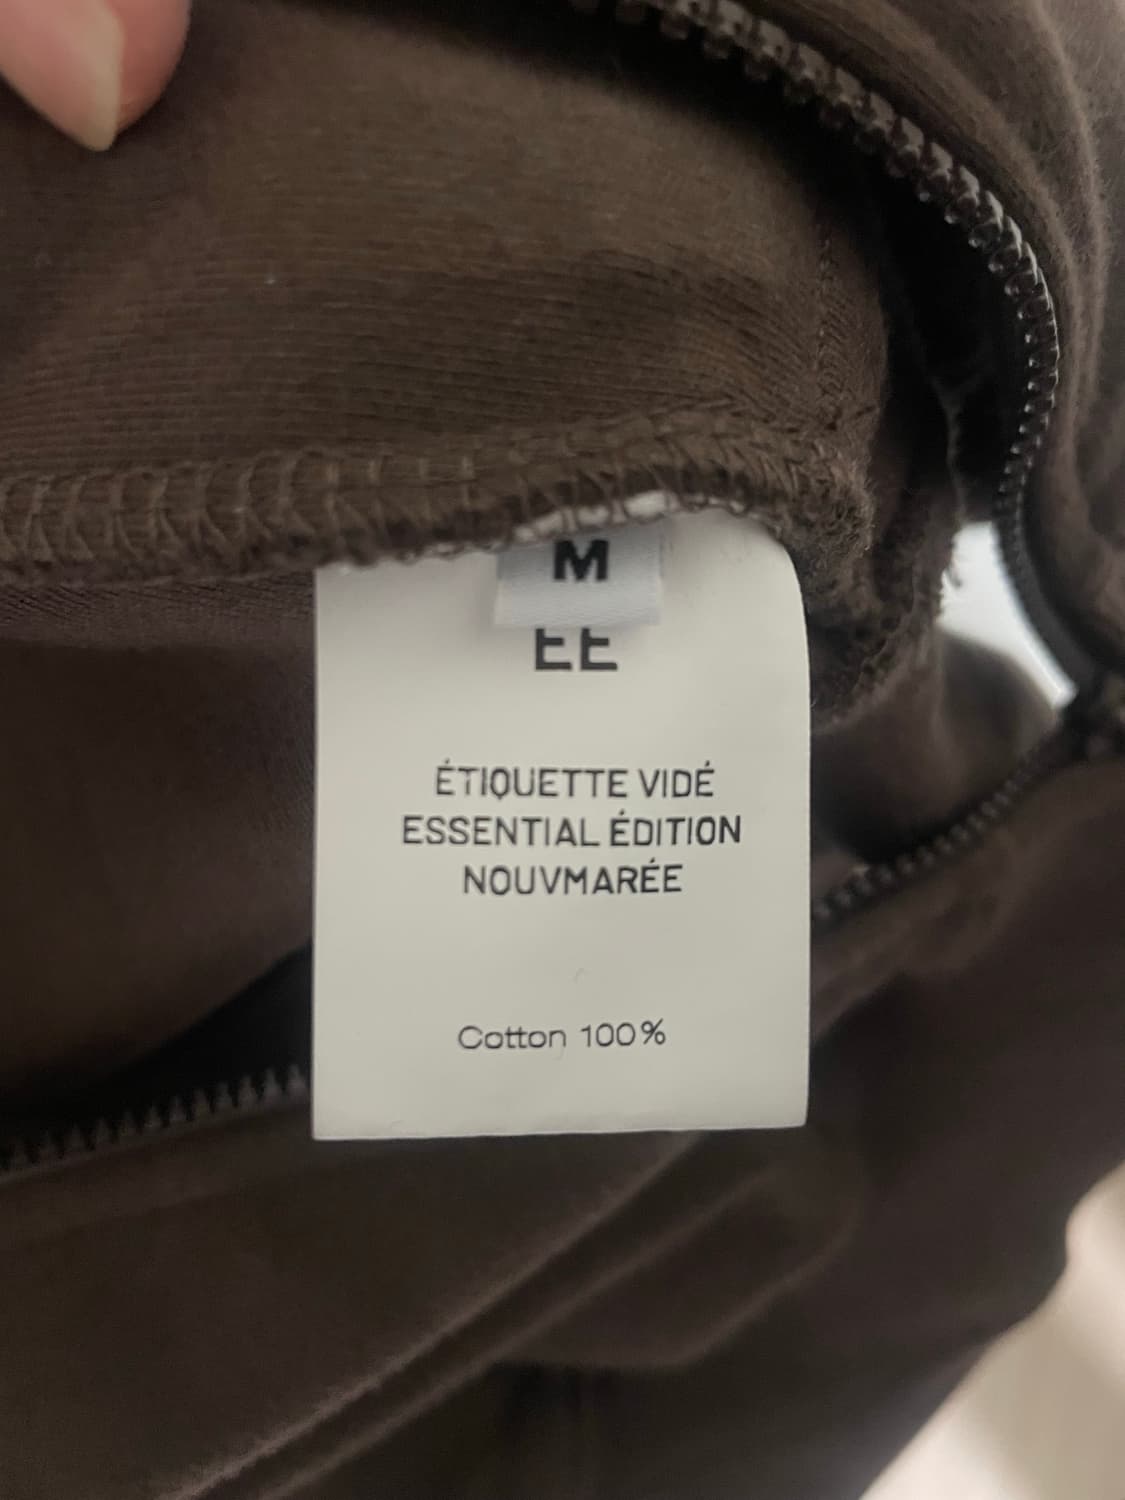 M
EE
ÉTIQUETTE VIDÉ
ESSENTIAL ÉDITION
NOUVMARÉE
Cotton 100%